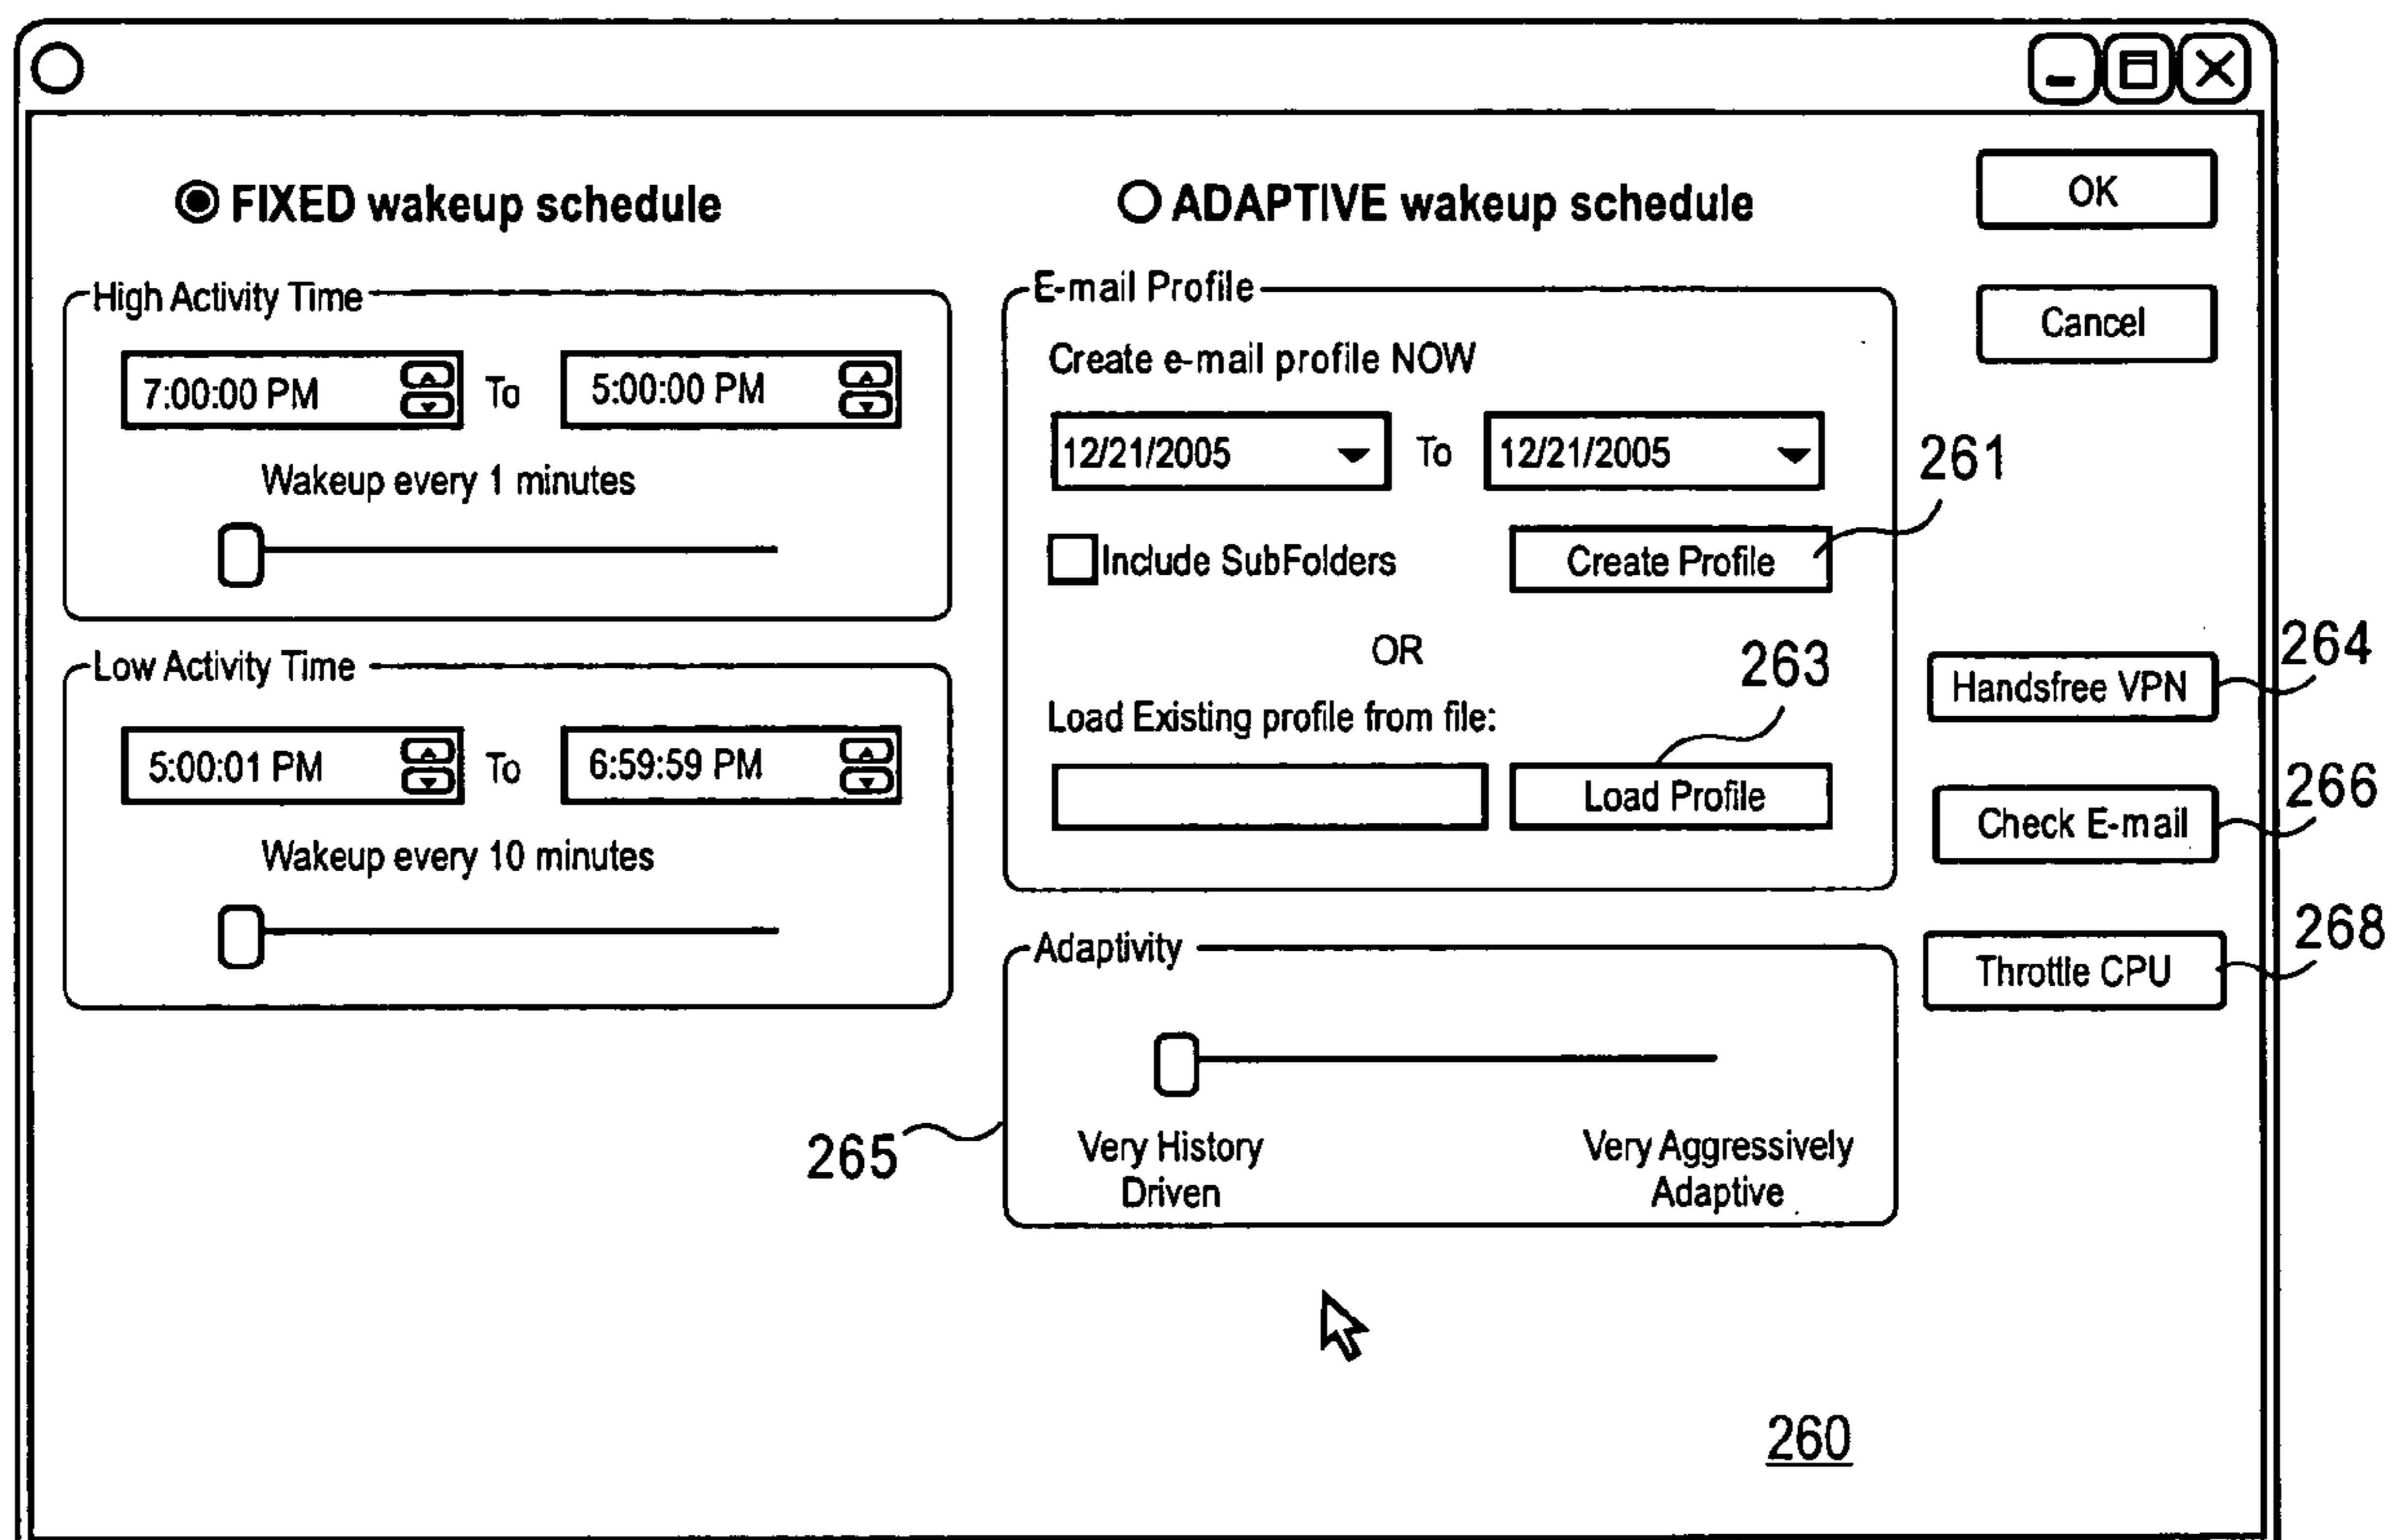 FIXED wakeup schedule
ADAPTIVE wakeup schedule
OK
Cancel
High Activity Time
7:00:00 PM To 5:00:00 PM
Wakeup every 1 minutes
Low Activity Time
5:00:01 PM To 6:59:59 PM
Wakeup every 10 minutes
E-mail Profile
Create e-mail profile NOW
12/21/2005 To 12/21/2005
261
Include SubFolders
Create Profile
OR
263
Load Existing profile from file:
Load Profile
Handsfree VPN
264
Check E-mail
266
Throttle CPU
268
Adaptivity
265
Very History
Driven
Very Aggressively
Adaptive
260